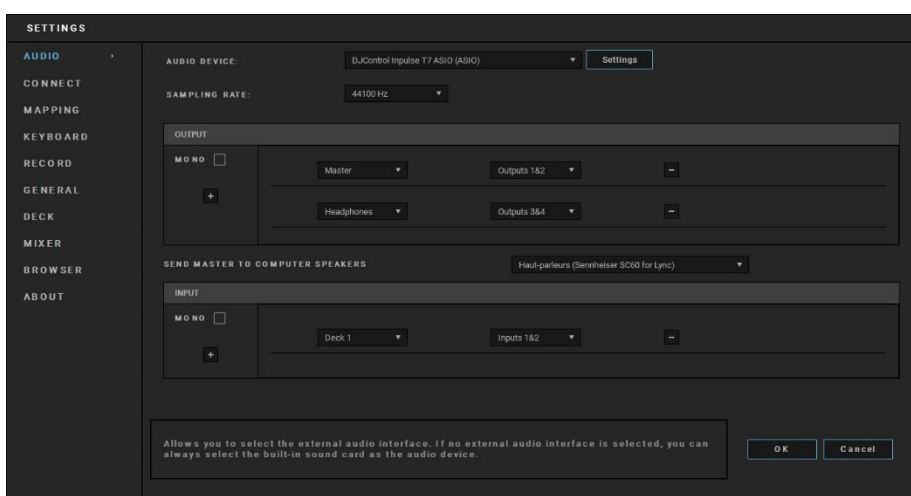 SETTINGS
AUDIO
CONNECT
MAPPING
KEYBOARD
RECORD
GENERAL
DECK
MIXER
BROWSER
ABOUT
AUDIO DEVICE: DJControl Inpulse T7 ASIO (ASIO) Settings
SAMPLING RATE: 44100 Hz
OUTPUT
MONO
+
Master Outputs 1&2 -
Headphones Outputs 3&4 -
SEND MASTER TO COMPUTER SPEAKERS Haut-parleurs (Sennheiser SC60 for Lync)
INPUT
MONO
+
Deck 1 Inputs 1&2 -
Allows you to select the external audio interface. If no external audio interface is selected, you can
always select the built-in sound card as the audio device.
OK Cancel